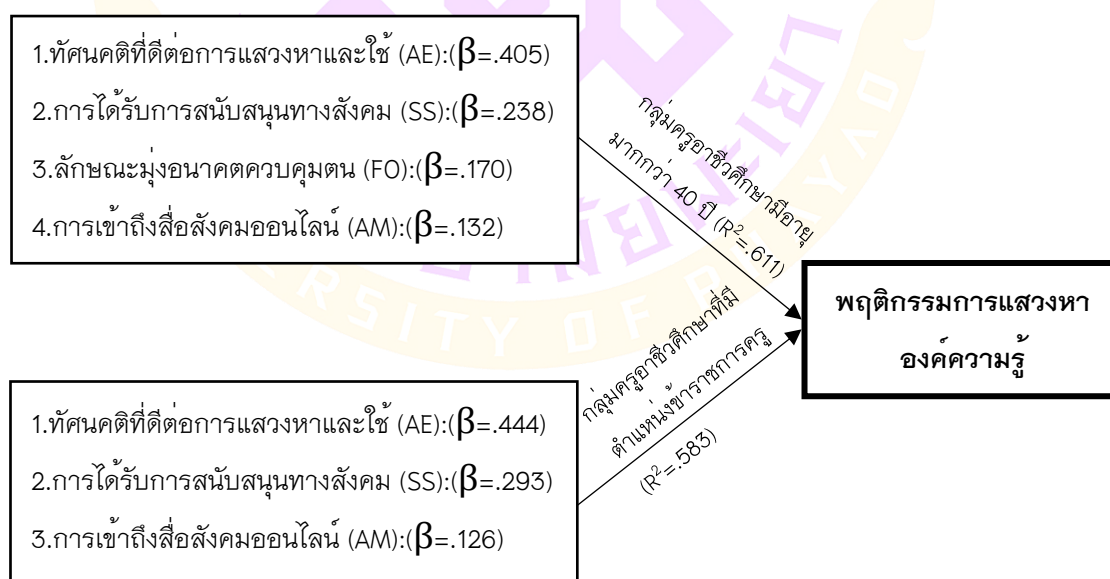 1.ทัศนคติที่ดีต่อการแสวงหาและใช้ (AE):(β=.405)
2.การได้รับการสนับสนุนทางสังคม (SS):(β=.238)
3.ลักษณะมุ่งอนาคตควบคุมตน (FO):(β=.170)
4.การเข้าถึงสื่อสังคมออนไลน์ (AM):(β=.132)
กลุ่มครูอาชีวศึกษามีอายุ
มากกว่า 40 ปี (R²=.611)
พฤติกรรมการแสวงหา
องค์ความรู้
กลุ่มครูอาชีวศึกษาที่มี
ตำแหน่งข้าราชการครู
(R²=.583)
1.ทัศนคติที่ดีต่อการแสวงหาและใช้ (AE):(β=.444)
2.การได้รับการสนับสนุนทางสังคม (SS):(β=.293)
3.การเข้าถึงสื่อสังคมออนไลน์ (AM):(β=.126)